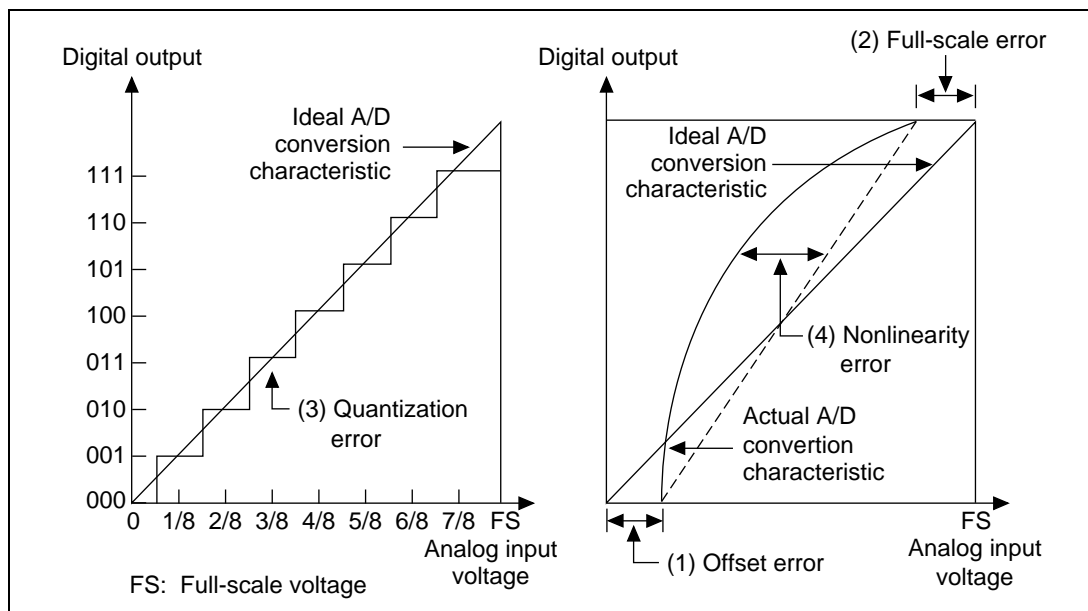 Digital output
Ideal A/D
conversion
characteristic
111
110
101
100
011
010
001
000
(3) Quantization
error
0 1/8 2/8 3/8 4/8 5/8 6/8 7/8 FS
Analog input
voltage
FS: Full-scale voltage
(2) Full-scale error
Digital output
Ideal A/D
conversion
characteristic
(4) Nonlinearity
error
Actual A/D
convertion
characteristic
FS
(1) Offset error
Analog input
voltage